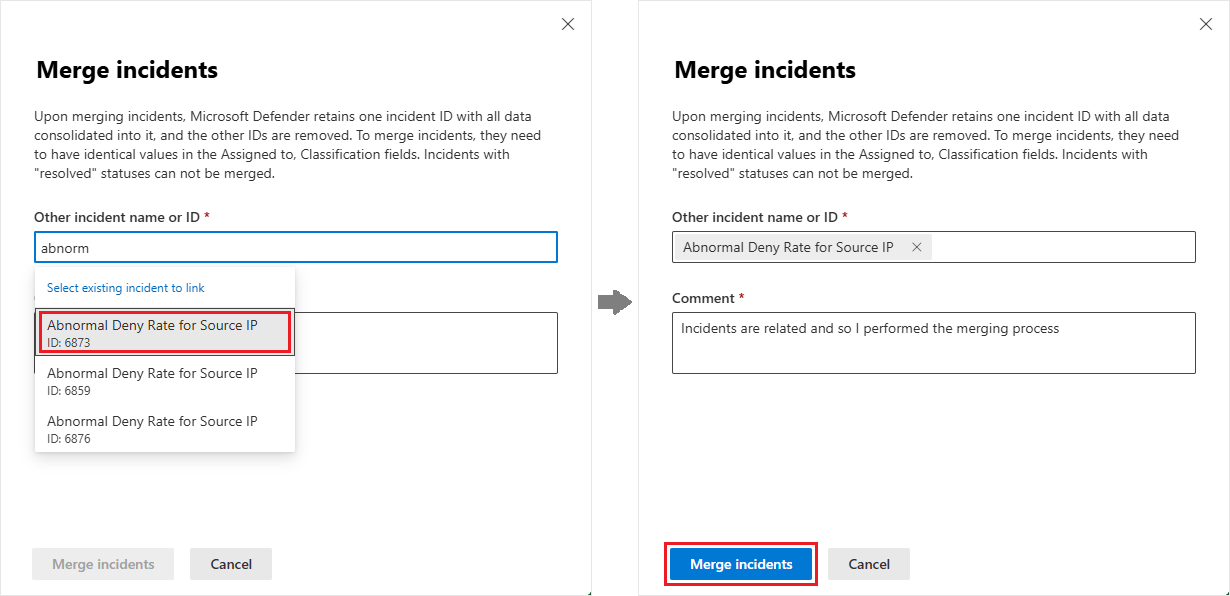 Merge incidents
Upon merging incidents, Microsoft Defender retains one incident ID with all data
consolidated into it, and the other IDs are removed. To merge incidents, they need
to have identical values in the Assigned to, Classification fields. Incidents with
"resolved" statuses can not be merged.
Other incident name or ID *
abnorm
Select existing incident to link
Abnormal Deny Rate for Source IP
ID: 6873
Abnormal Deny Rate for Source IP
ID: 6859
Abnormal Deny Rate for Source IP
ID: 6876
Merge incidents
Cancel
Merge incidents
Upon merging incidents, Microsoft Defender retains one incident ID with all data
consolidated into it, and the other IDs are removed. To merge incidents, they need
to have identical values in the Assigned to, Classification fields. Incidents with
"resolved" statuses can not be merged.
Other incident name or ID *
Abnormal Deny Rate for Source IP
Comment *
Incidents are related and so I performed the merging process
Merge incidents
Cancel